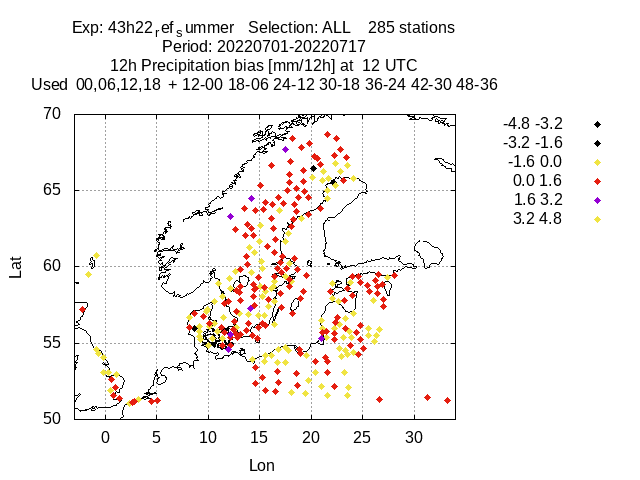 Exp: 43h22ref summer Selection: ALL 285 stations
Period: 20220701-20220717
12h Precipitation bias [mm/12h] at 12 UTC
Used 00,06,12,18 + 12-00 18-06 24-12 30-18 36-24 42-30 48-36
70
65
60
55
50
0 5 10 15 20 25 30
Lat
Lon
-4.8 -3.2
-3.2 -1.6
-1.6 0.0
0.0 1.6
1.6 3.2
3.2 4.8